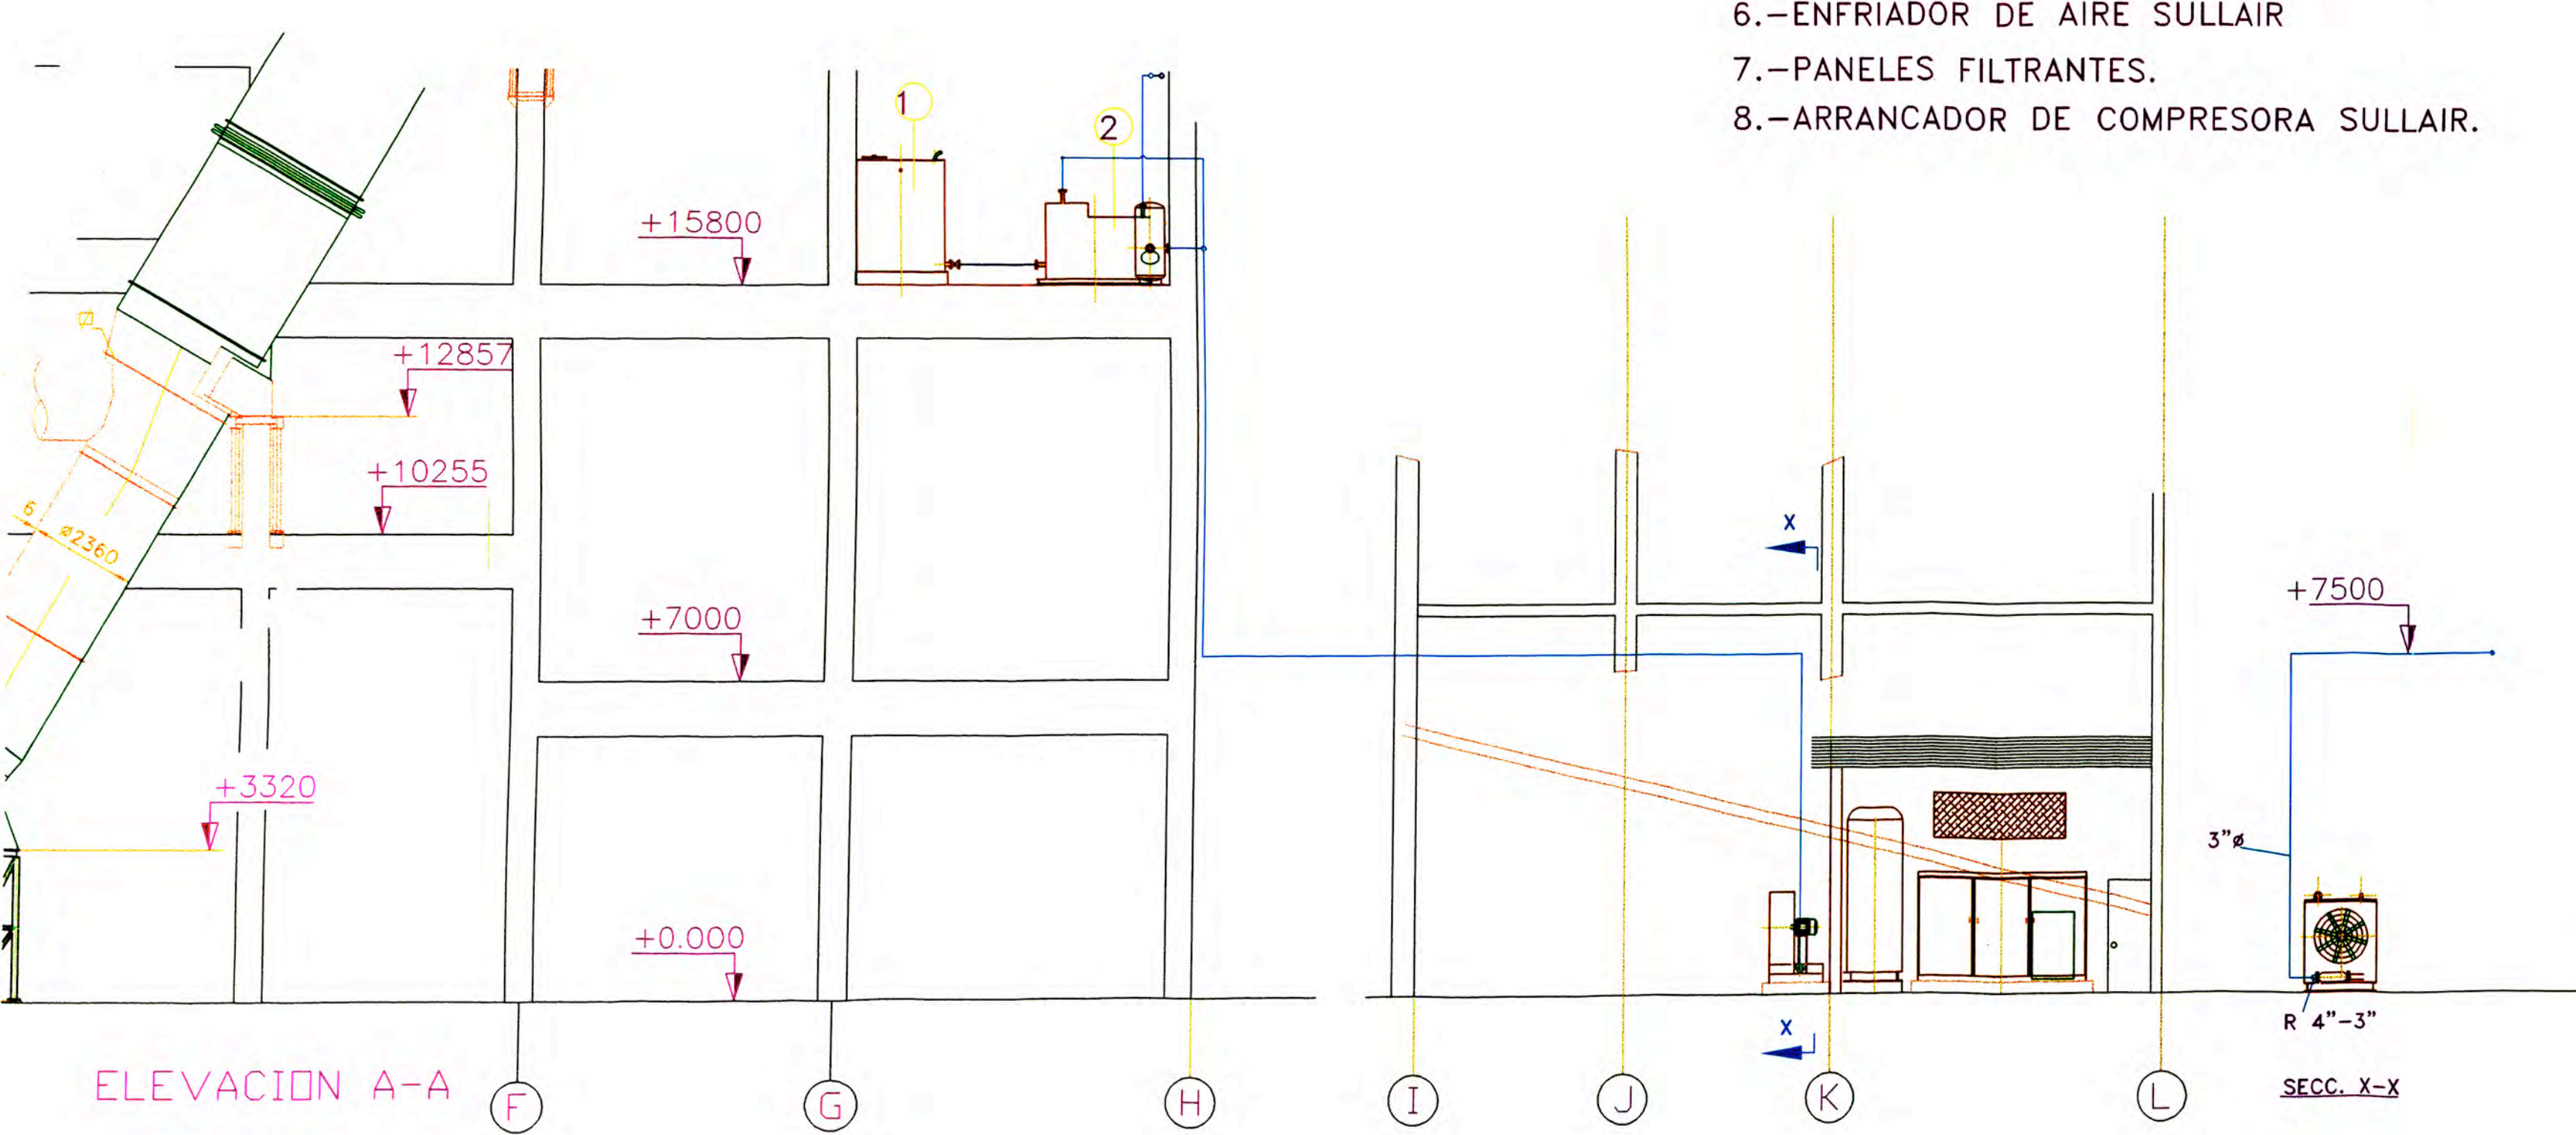 6.-ENFRIADOR DE AIRE SULLAIR
7.-PANELES FILTRANTES.
8.-ARRANCADOR DE COMPRESORA SULLAIR.
1
2
+15800
+12857
+10255
6
ø2360
+7000
+3320
+0.000
X
+7500
3"ø
X
R 4"-3"
ELEVACION A-A
F
G
H
I
J
K
L
SECC. X-X